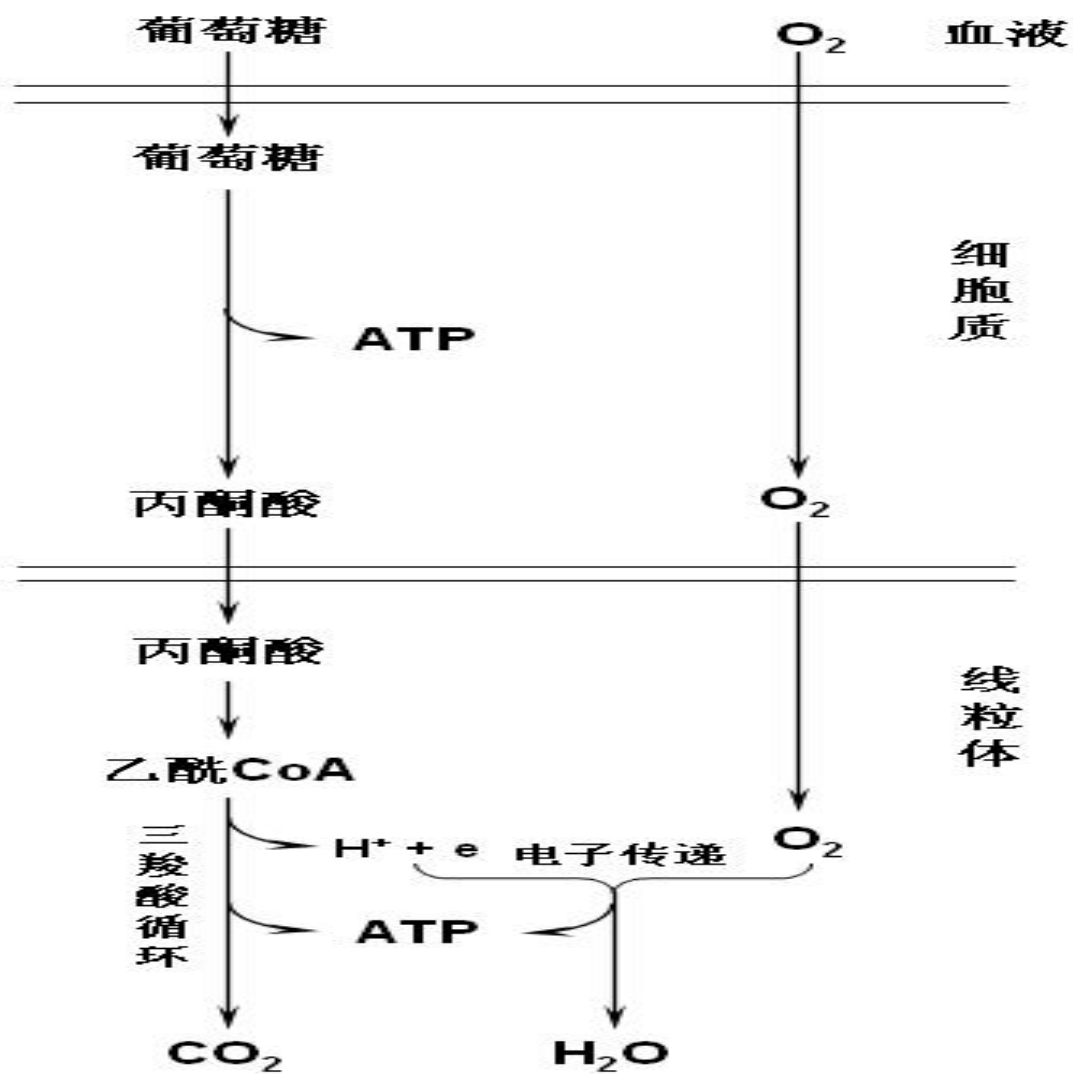 葡萄糖
O₂
血液
葡萄糖
细胞质
ATP
丙酮酸
O₂
丙酮酸
线粒体
乙酰CoA
三羧酸循环
H⁺ + e
电子传递
O₂
ATP
CO₂
H₂O